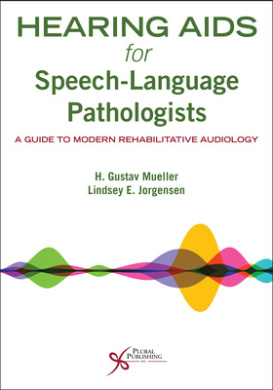 HEARING AIDS
for
Speech-Language
Pathologists
A GUIDE TO MODERN REHABILITATIVE AUDIOLOGY
H. Gustav Mueller
Lindsey E. Jorgensen
PLURAL
PUBLISHING